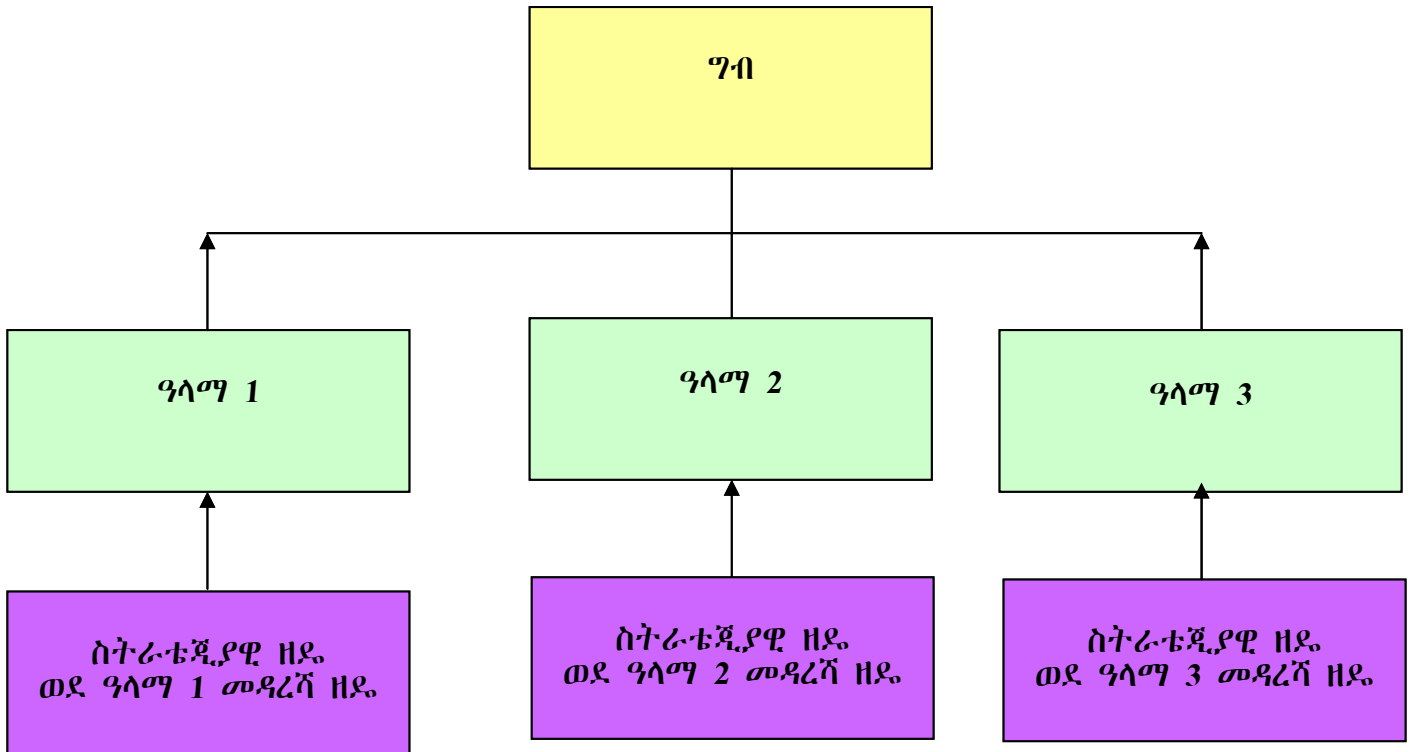 ግብ
ዓላማ 1
ዓላማ 2
ዓላማ 3
ስትራቴጂያዊ ዘዴ
ወደ ዓላማ 1 መዳረሻ ዘዴ
ስትራቴጂያዊ ዘዴ
ወደ ዓላማ 2 መዳረሻ ዘዴ
ስትራቴጂያዊ ዘዴ
ወደ ዓላማ 3 መዳረሻ ዘዴ